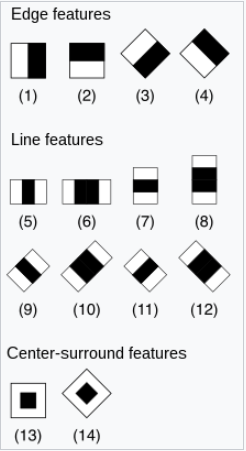 Edge features
(1) (2) (3) (4)
Line features
(5) (6) (7) (8)
(9) (10) (11) (12)
Center-surround features
(13) (14)